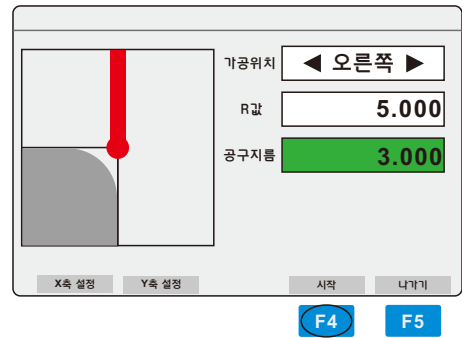 가공위치 ◀ 오른쪽 ▶
R값 5.000
공구지름 3.000
X축 설정 Y축 설정 시작 나가기
F4 F5